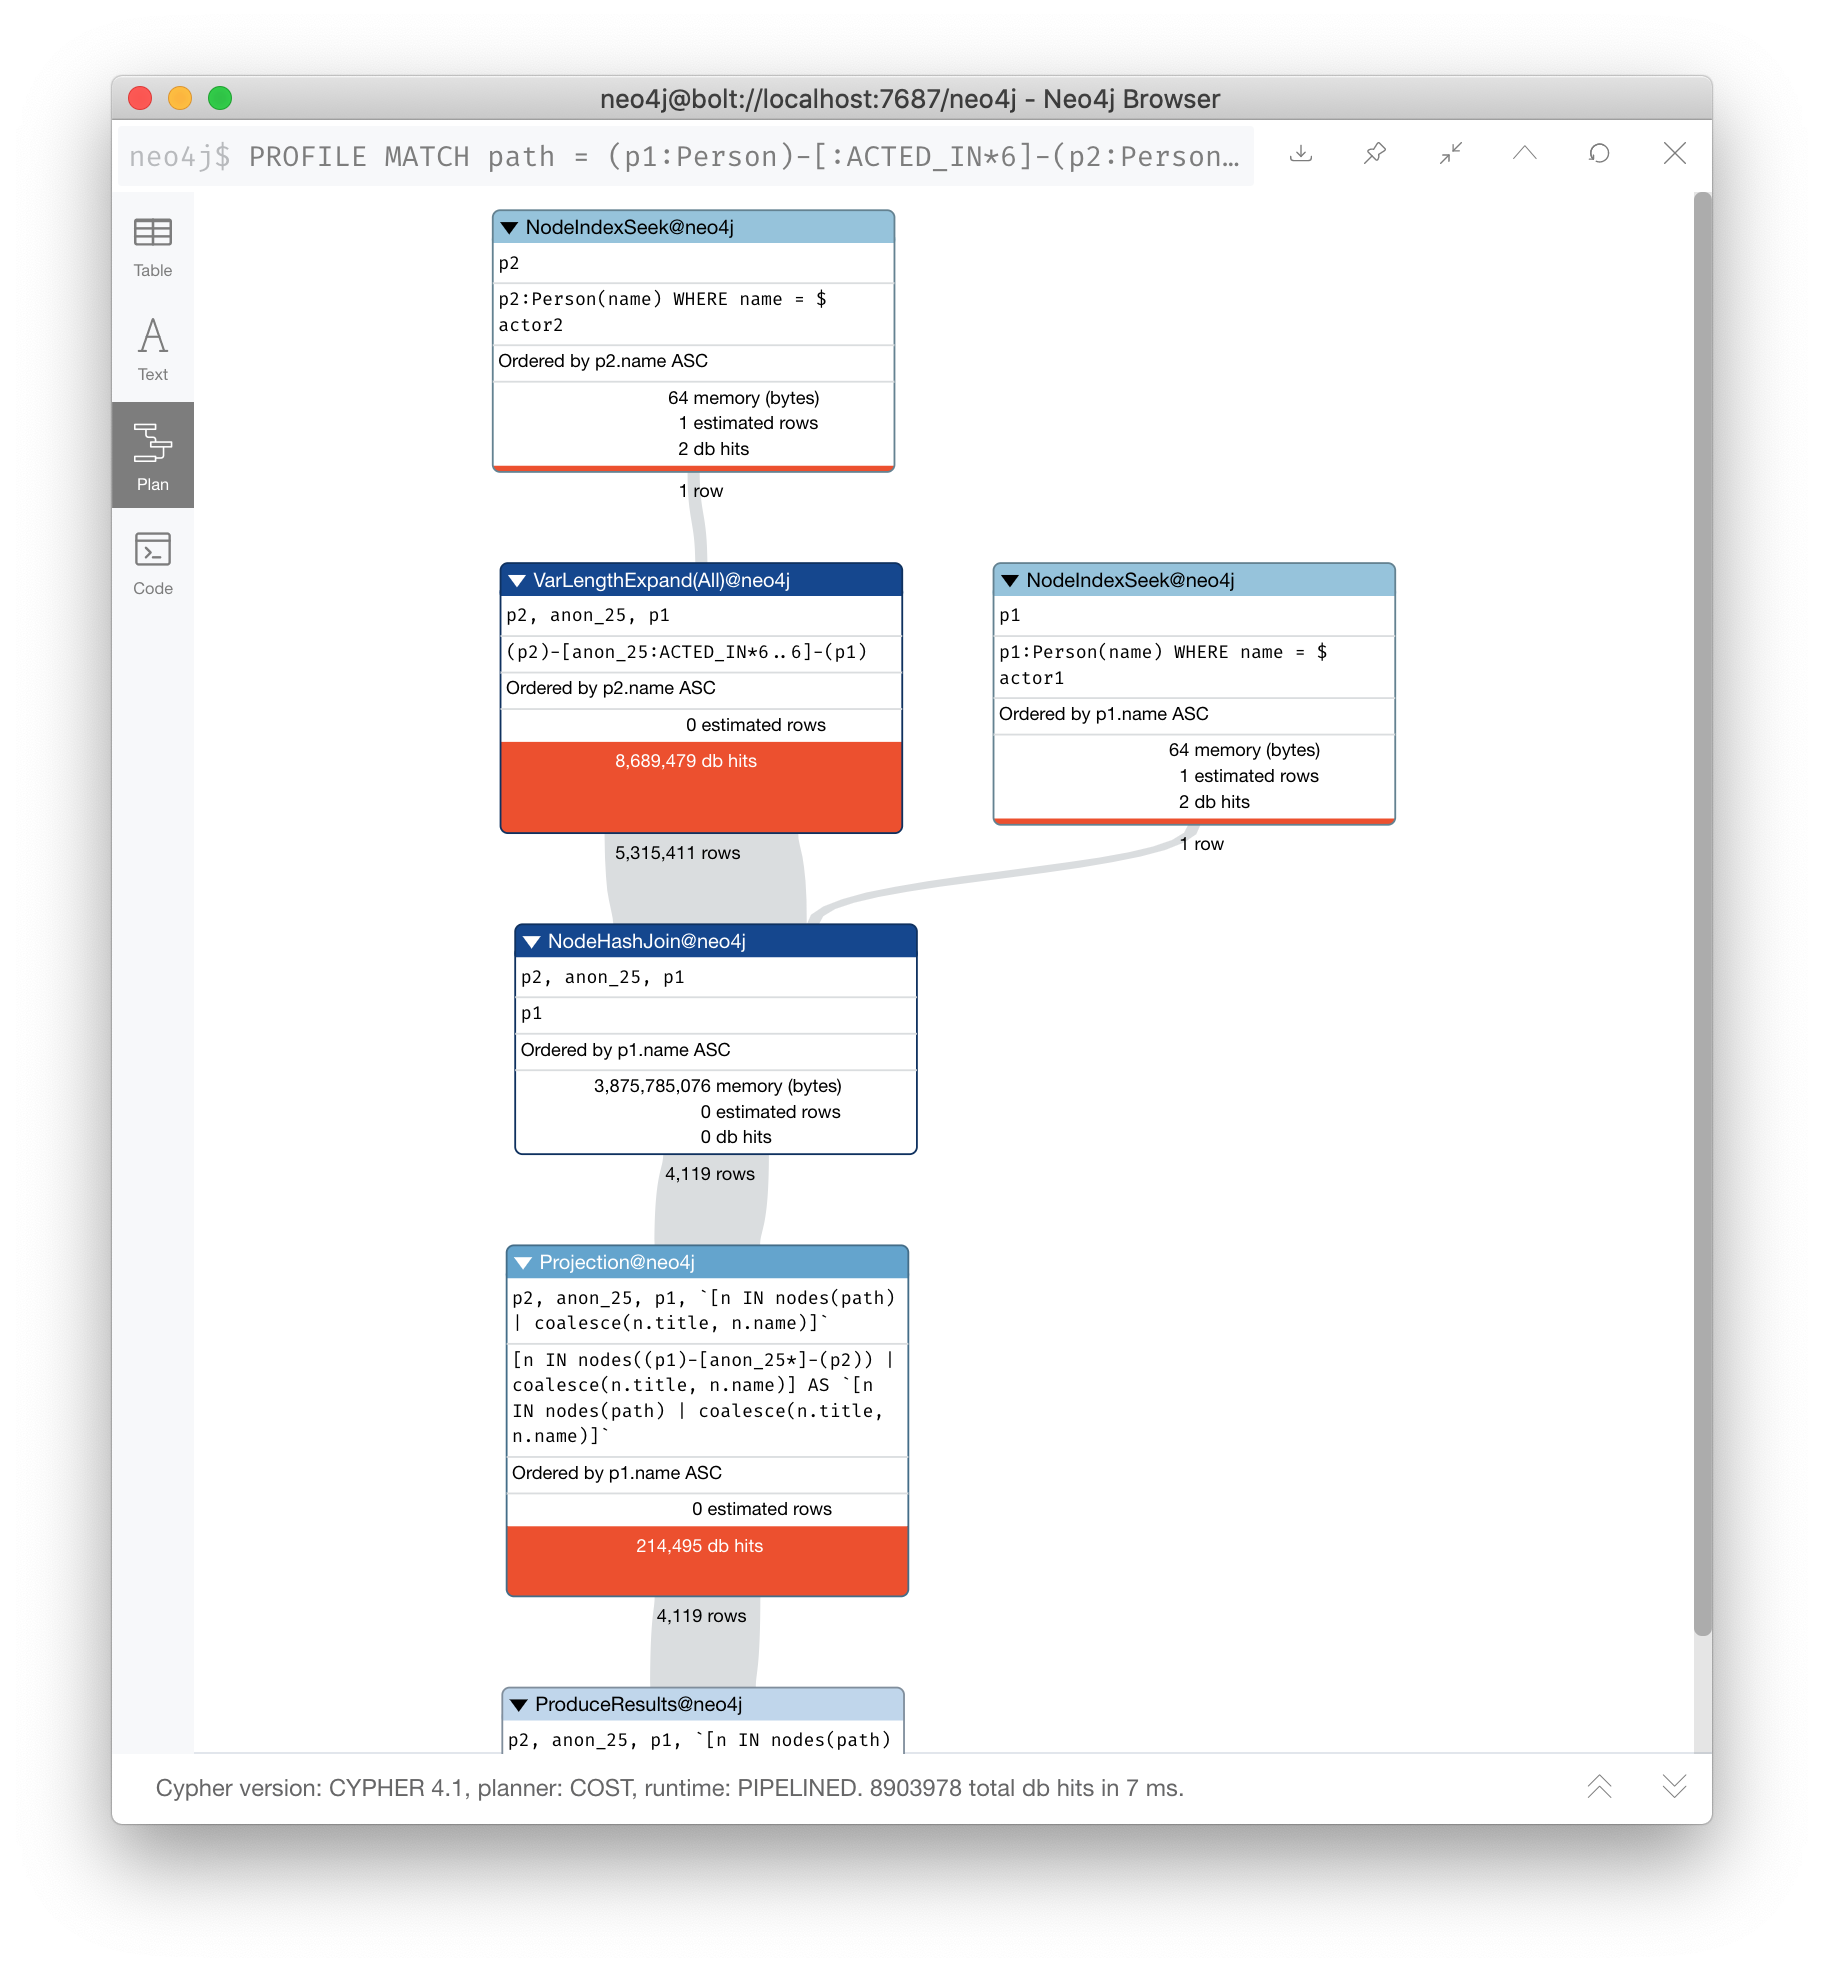 neo4j@bolt://localhost:7687/neo4j - Neo4j Browser
neo4j$ PROFILE MATCH path = (p1:Person)-[:ACTED_IN*6]-(p2:Person…
Table
Text
Plan
Code
NodeIndexSeek@neo4j
p2
p2:Person(name) WHERE name = $
actor2
Ordered by p2.name ASC
64 memory (bytes)
1 estimated rows
2 db hits
1 row
VarLengthExpand(All)@neo4j
p2, anon_25, p1
(p2)-[anon_25:ACTED_IN*6..6]-(p1)
Ordered by p2.name ASC
0 estimated rows
8,689,479 db hits
5,315,411 rows
NodeIndexSeek@neo4j
p1
p1:Person(name) WHERE name = $
actor1
Ordered by p1.name ASC
64 memory (bytes)
1 estimated rows
2 db hits
1 row
NodeHashJoin@neo4j
p2, anon_25, p1
p1
Ordered by p1.name ASC
3,875,785,076 memory (bytes)
0 estimated rows
0 db hits
4,119 rows
Projection@neo4j
p2, anon_25, p1, `[n IN nodes(path)
| coalesce(n.title, n.name)]`
[n IN nodes((p1)-[anon_25*]-(p2)) |
coalesce(n.title, n.name)] AS `[n
IN nodes(path) | coalesce(n.title,
n.name)]`
Ordered by p1.name ASC
0 estimated rows
214,495 db hits
4,119 rows
ProduceResults@neo4j
p2, anon_25, p1, `[n IN nodes(path)
Cypher version: CYPHER 4.1, planner: COST, runtime: PIPELINED. 8903978 total db hits in 7 ms.